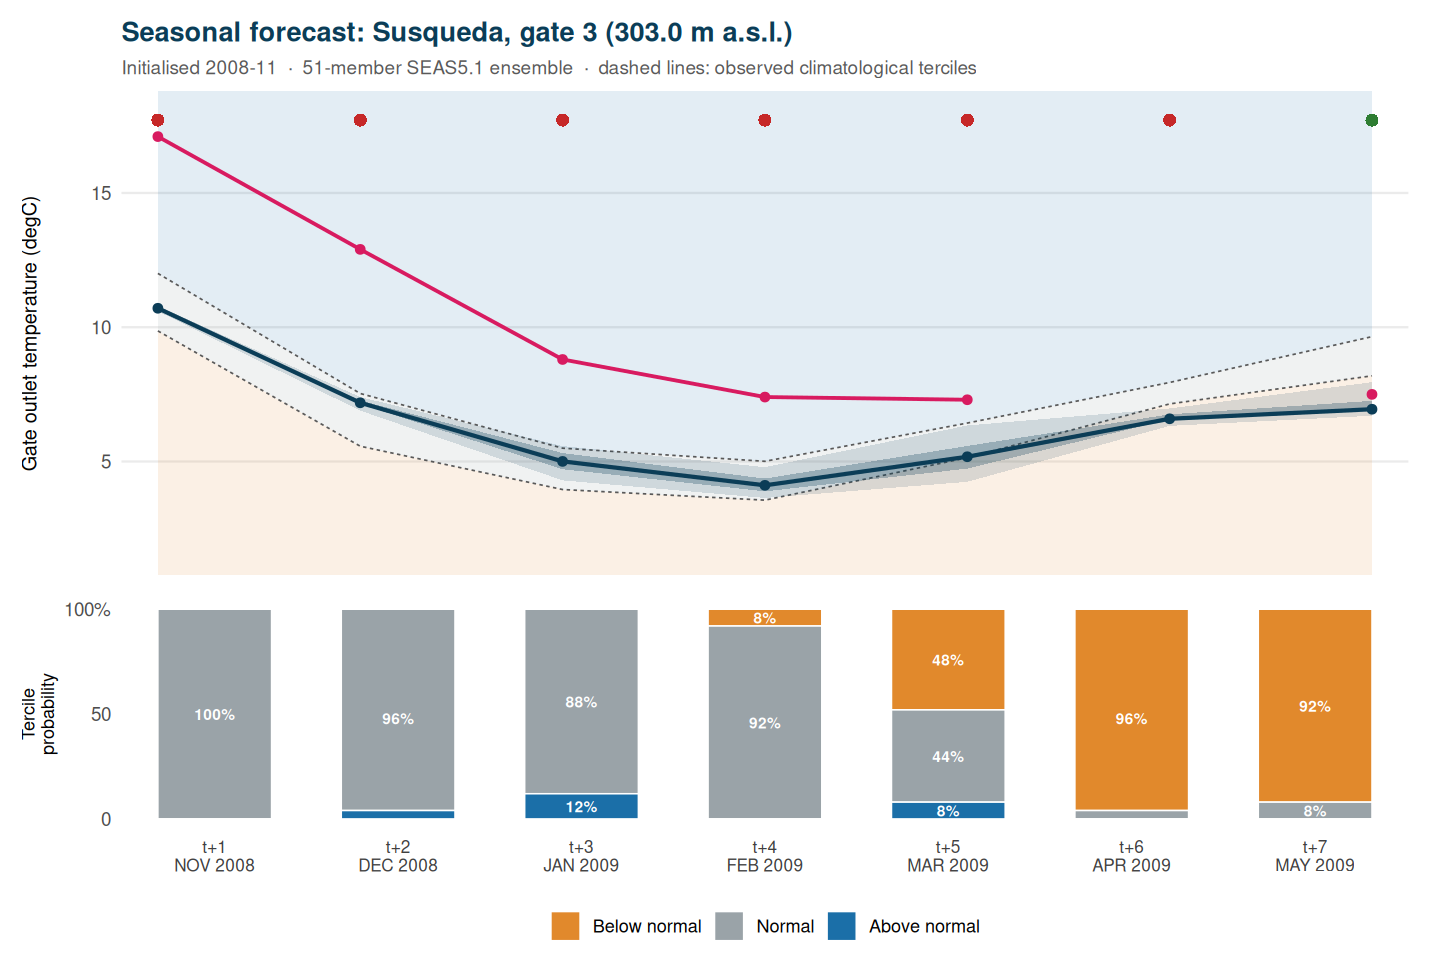 Seasonal forecast: Susqueda, gate 3 (303.0 m a.s.l.)
Initialised 2008-11 · 51-member SEAS5.1 ensemble · dashed lines: observed climatological terciles
Gate outlet temperature (degC)
15
10
5
Tercile
probability
100%
50
0
100%
96%
88%
12%
8%
92%
48%
44%
8%
96%
92%
8%
t+1
NOV 2008
t+2
DEC 2008
t+3
JAN 2009
t+4
FEB 2009
t+5
MAR 2009
t+6
APR 2009
t+7
MAY 2009
Below normal
Normal
Above normal